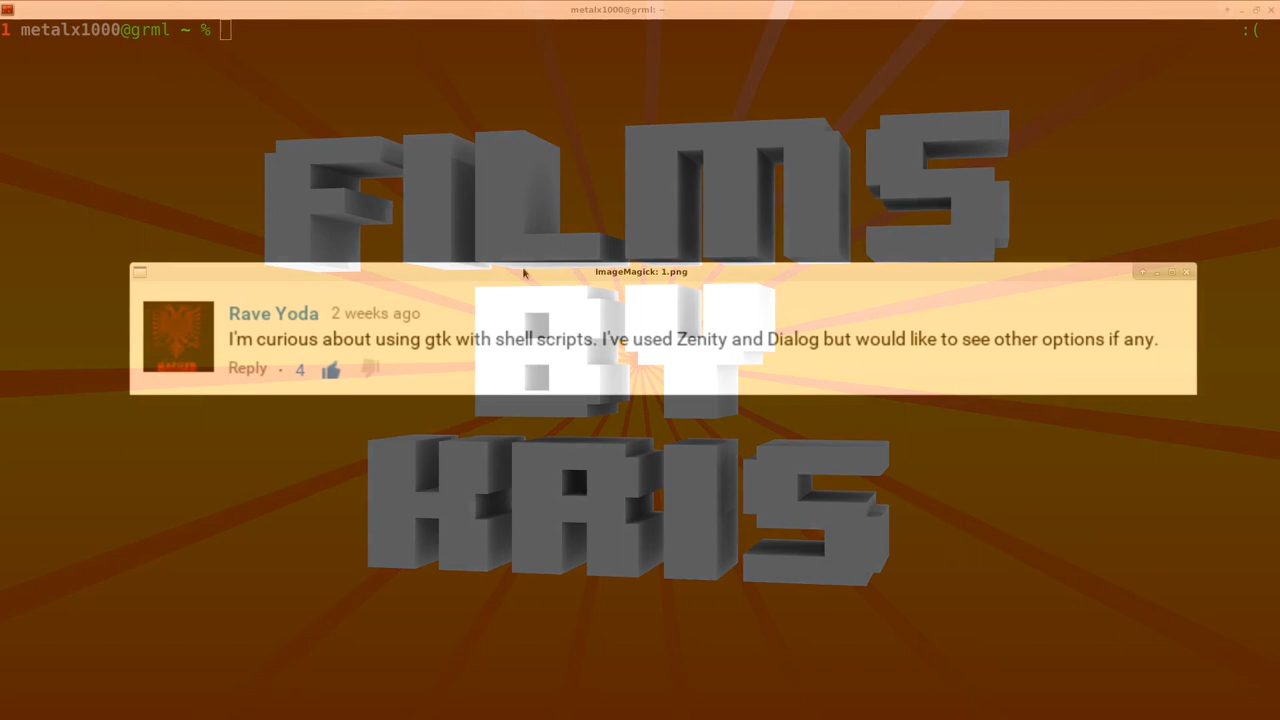 metalx1000@grml: ~
1 metalx1000@grml ~ % :(
FILMS
ImageMagick: 1.png
Rave Yoda 2 weeks ago
I'm curious about using gtk with shell scripts. I've used Zenity and Dialog but would like to see other options if any.
Reply · 4
BY
KRIS